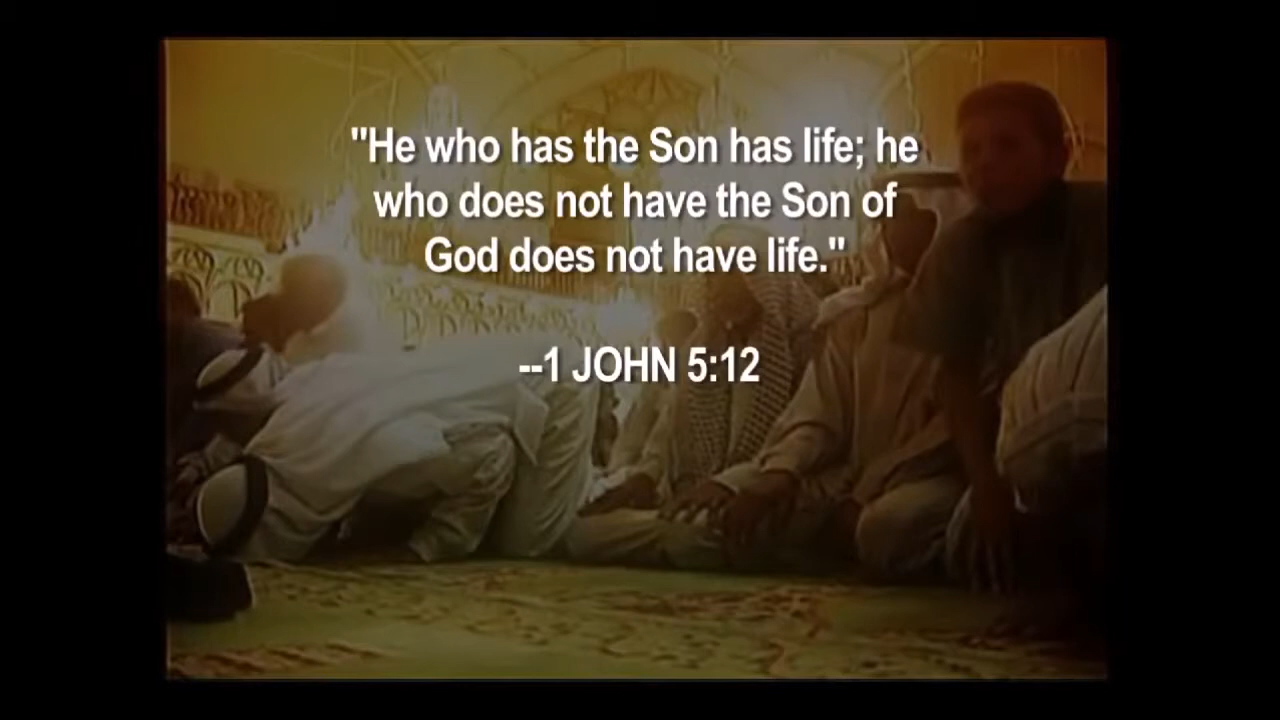 "He who has the Son has life; he
who does not have the Son of
God does not have life."
--1 JOHN 5:12